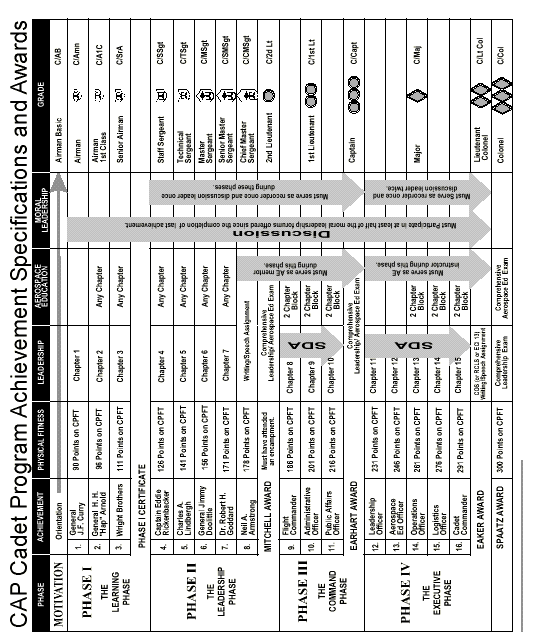 CAP Cadet Program Achievement Specifications and Awards
PHASE
ACHIEVEMENT
PHYSICAL FITNESS
LEADERSHIP
AEROSPACE EDUCATION
MORAL LEADERSHIP
GRADE
MOTIVATION
Orientation
Airman Basic C/AB
PHASE I
THE
LEARNING
PHASE
1. General J.F. Curry
90 Points on CPFT
Chapter 1
Airman C/Amn
2. General H. H. "Hap" Arnold
96 Points on CPFT
Chapter 2
Any Chapter
Airman 1st Class C/A1C
3. Wright Brothers
111 Points on CPFT
Chapter 3
Any Chapter
Senior Airman C/SrA
PHASE I CERTIFICATE
PHASE II
THE
LEADERSHIP
PHASE
4. Captain Eddie Rickenbacker
126 Points on CPFT
Chapter 4
Any Chapter
Staff Sergeant C/SSgt
5. Charles A. Lindbergh
141 Points on CPFT
Chapter 5
Any Chapter
Technical Sergeant C/TSgt
6. General Jimmy Doolittle
156 Points on CPFT
Chapter 6
Any Chapter
Master Sergeant C/MSgt
7. Dr. Robert H. Goddard
171 Points on CPFT
Chapter 7
Any Chapter
Senior Master Sergeant C/SMSgt
8. Neil A. Armstrong
178 Points on CPFT
Writing/Speech Assignment
Chief Master Sergeant C/CMSgt
MITCHELL AWARD
Must have attended an encampment.
Comprehensive Leadership/ Aerospace Ed Exam
2nd Lieutenant C/2d Lt
PHASE III
THE
COMMAND
PHASE
9. Flight Commander
186 Points on CPFT
Chapter 8
2 Chapter Block
10. Administrative Officer
201 Points on CPFT
Chapter 9
2 Chapter Block
1st Lieutenant C/1st Lt
11. Public Affairs Officer
216 Points on CPFT
Chapter 10
2 Chapter Block
EARHART AWARD
Comprehensive Leadership/ Aerospace Ed Exam
Captain C/Capt
PHASE IV
THE
EXECUTIVE
PHASE
12. Leadership Officer
231 Points on CPFT
Chapter 11
13. Aerospace Ed Officer
246 Points on CPFT
Chapter 12
2 Chapter Block
14. Operations Officer
261 Points on CPFT
Chapter 13
2 Chapter Block
Major C/Maj
15. Logistics Officer
276 Points on CPFT
Chapter 14
2 Chapter Block
16. Cadet Commander
291 Points on CPFT
Chapter 15
2 Chapter Block
EAKER AWARD
COS (or RCLS or ED 13) Writing/Speech Assignment
Lieutenant Colonel C/Lt Col
SPAATZ AWARD
300 Points on CPFT
Comprehensive Leadership Exam
Comprehensive Aerospace Ed Exam
Colonel C/Col
SDA
SDA
Must serve as AE mentor
during this phase.
Must serve as AE
instructor during this phase.
Discussion
Must Participate in at least half of the moral leadership forums offered since the completion of last achievement.
Must serve as recorder once and discussion leader once
during these phases.
Must Serve as recorder once and
discussion leader twice.